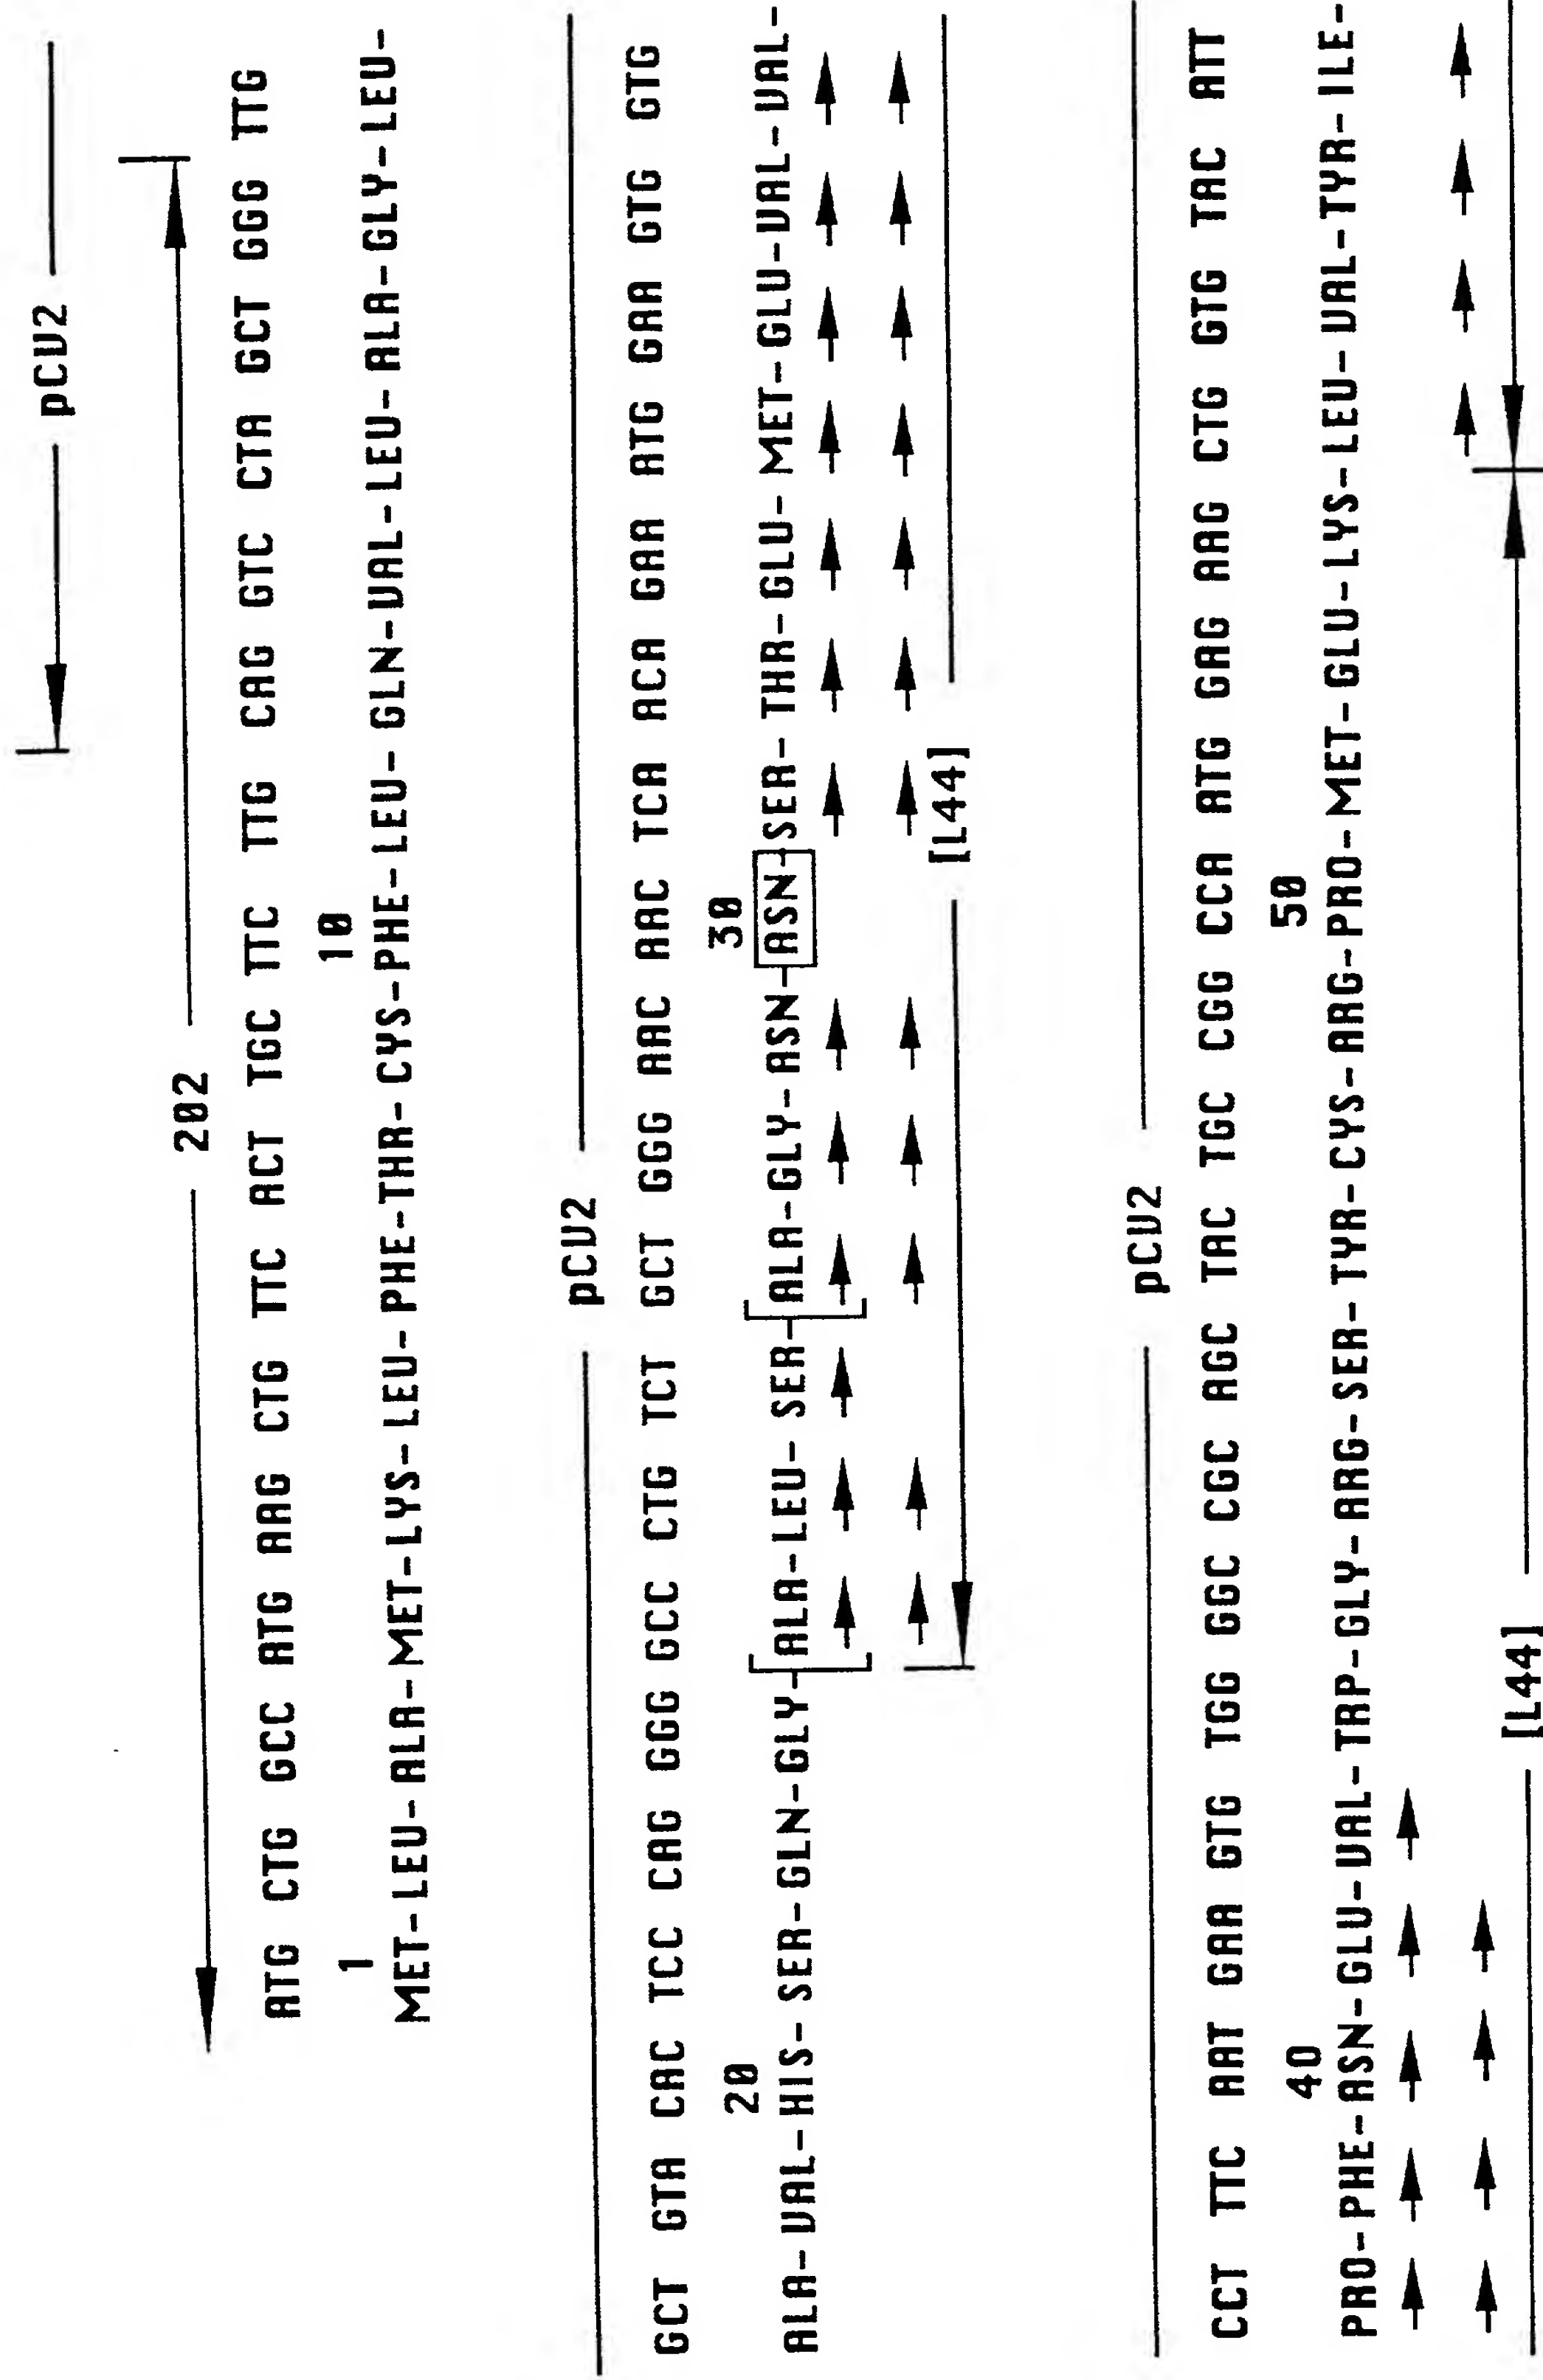 pCV2
202
ATG CTG GCC ATG AAG CTG TTC ACT TGC TTC TTG CAG GTC CTA GCT GGG TTG
1 10
MET-LEU-ALA-MET-LYS-LEU-PHE-THR-CYS-PHE-LEU-GLN-VAL-LEU-ALA-GLY-LEU-
pCV2
GCT GTA CAC TCC CAG GGG GCC CTG TCT GCT GGG AAC AAC TCA ACA GAA ATG GAA GTG GTG
20 30
ALA-VAL-HIS-SER-GLN-GLY-ALA-LEU-SER-ALA-GLY-ASN-ASN-SER-THR-GLU-MET-GLU-VAL-VAL-
[L44]
pCV2
CCT TTC AAT GAA GTG TGG GGC CGC AGC TAC TGC CGG CCA ATG GAG AAG CTG GTG TAC ATT
40 50
PRO-PHE-ASN-GLU-VAL-TRP-GLY-ARG-SER-TYR-CYS-ARG-PRO-MET-GLU-LYS-LEU-VAL-TYR-ILE-
[L44]